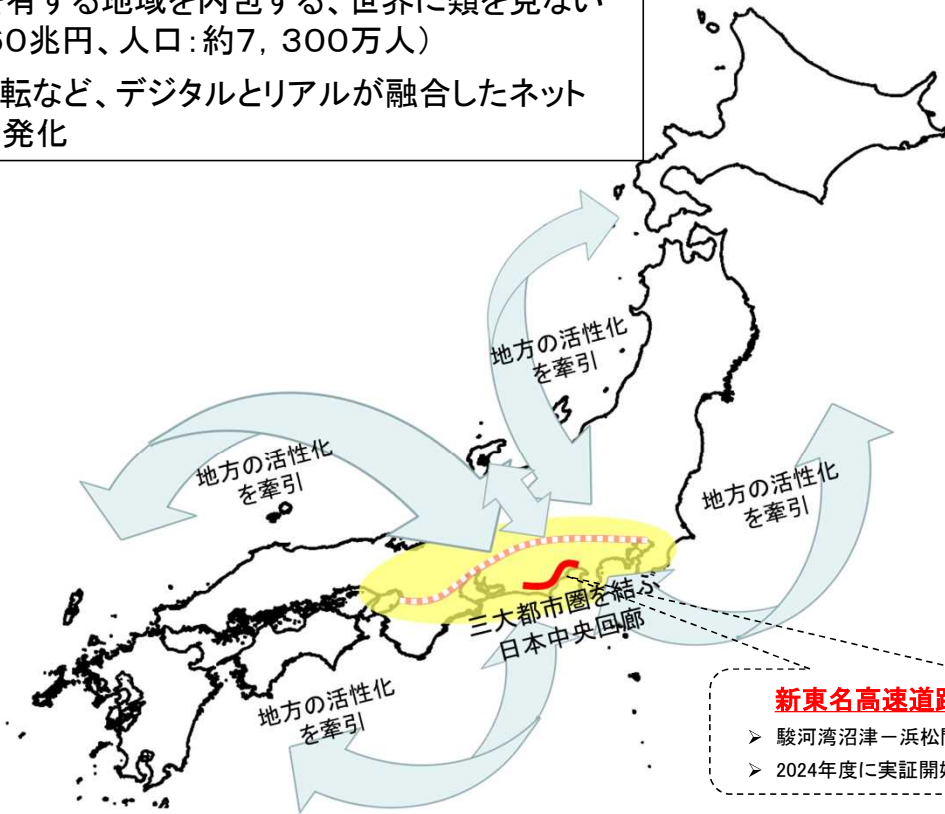 を有する地域を内包する、世界に類を見ない
60兆円、人口：約7，300万人）
転など、デジタルとリアルが融合したネット
発化
地方の活性化
を牽引
地方の活性化
を牽引
地方の活性化
を牽引
三大都市圏を結ぶ
日本中央回廊
地方の活性化
を牽引
新東名高速道
➢ 駿河湾沼津－浜松
➢ 2024年度に実証開